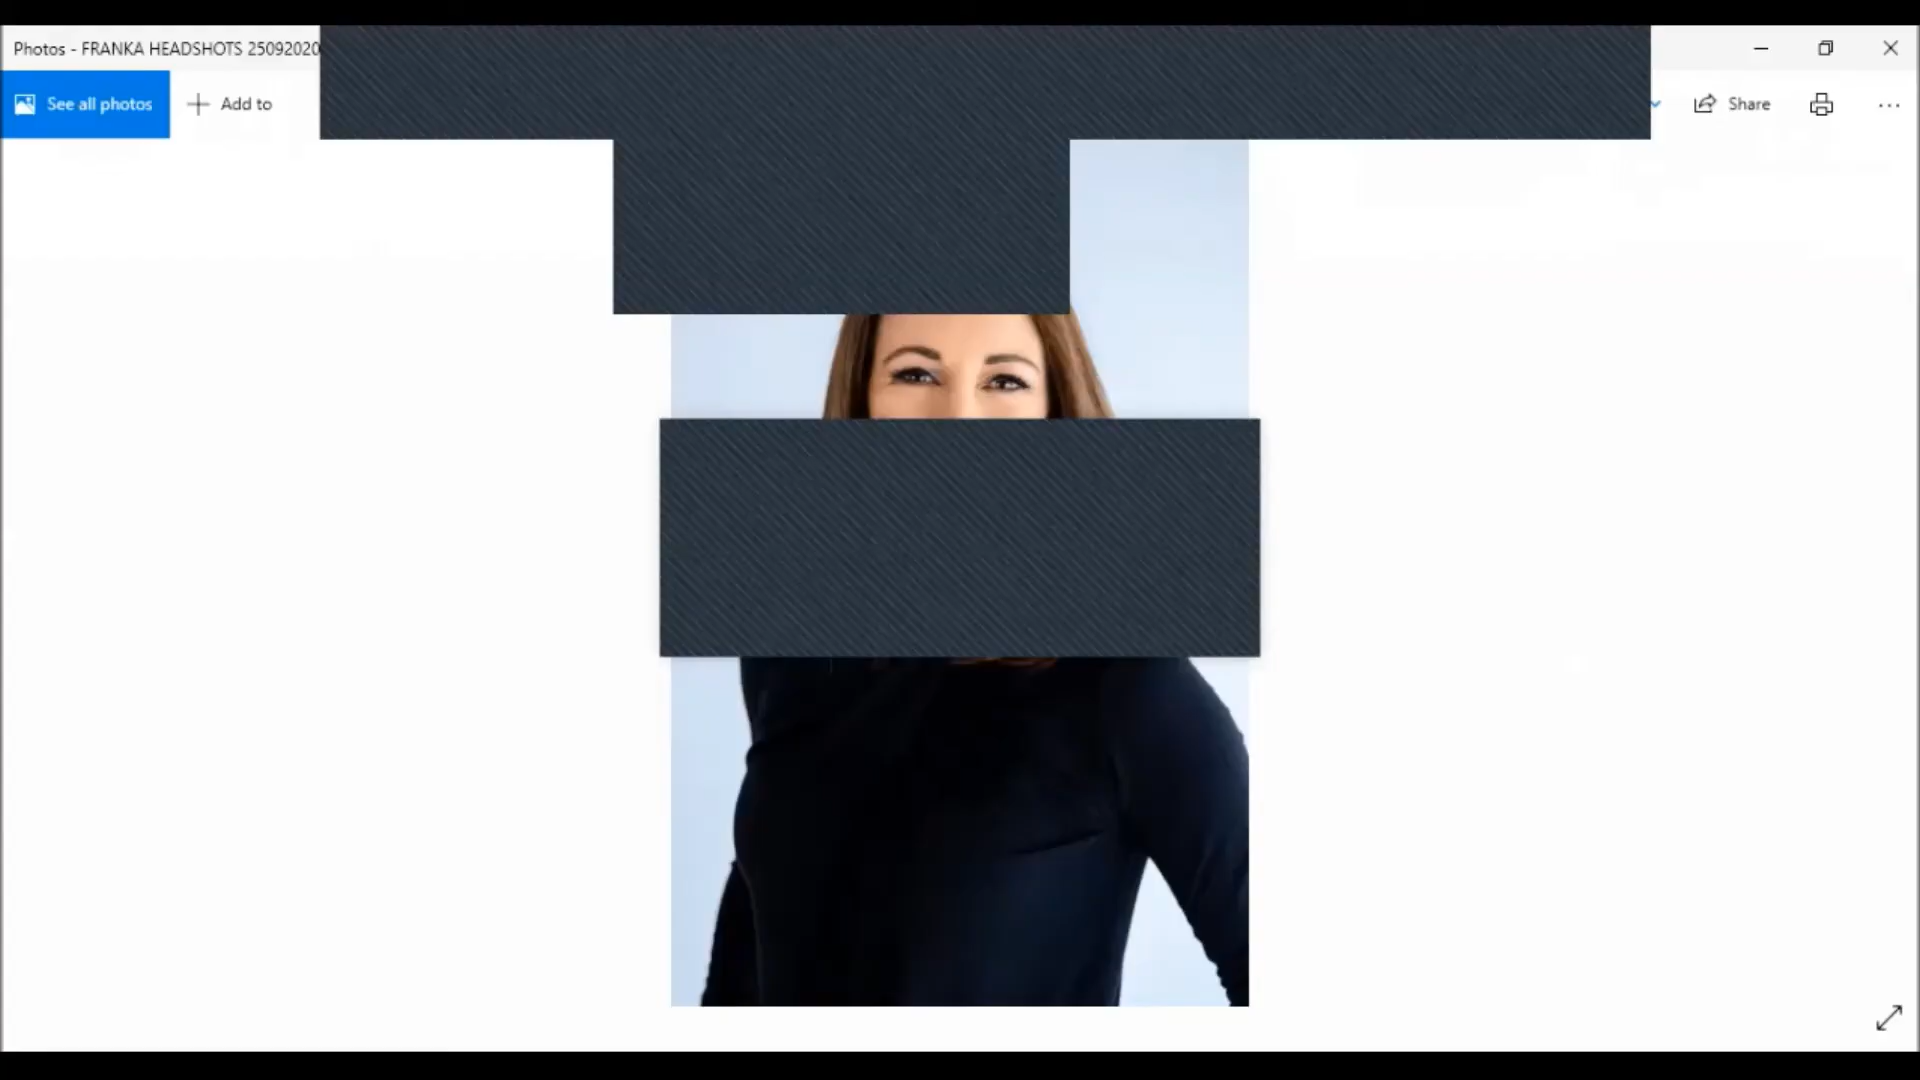 Photos - FRANKA HEADSHOTS 25092020
See all photos
Add to
Share